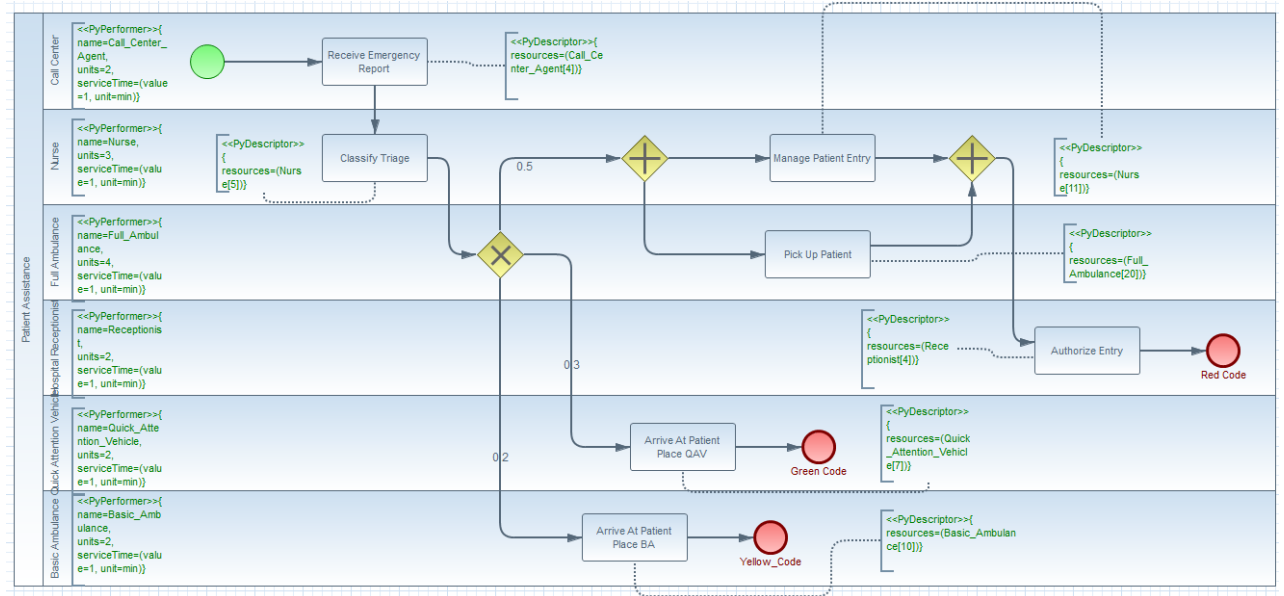 Patient Assistance
Call Center
<<PyPerformer>>{
name=Call_Center_
Agent,
units=2,
serviceTime=(value
=1, unit=min)}
Receive Emergency
Report
<<PyDescriptor>>{
resources=(Call_Ce
nter_Agent[4])}
Nurse
<<PyPerformer>>{
name=Nurse,
units=3,
serviceTime=(valu
e=1, unit=min)}
<<PyDescriptor>>
{
resources=(Nurs
e[5])}
Classify Triage
0.5
Manage Patient Entry
<<PyDescriptor>>
{
resources=(Nurs
e[11])}
Full Ambulance
<<PyPerformer>>{
name=Full_Ambul
ance,
units=4,
serviceTime=(valu
e=1, unit=min)}
Pick Up Patient
<<PyDescriptor>>
{
resources=(Full_
Ambulance[20])}
Hospital Receptionist
<<PyPerformer>>{
name=Receptionis
t,
units=2,
serviceTime=(valu
e=1, unit=min)}
0.3
<<PyDescriptor>>
{
resources=(Rece
ptionist[4])}
Authorize Entry
Red Code
Quick Attention Vehicle
<<PyPerformer>>{
name=Quick_Atte
ntion_Vehicle,
units=2,
serviceTime=(valu
e=1, unit=min)}
0.2
Arrive At Patient
Place QAV
Green Code
<<PyDescriptor>>
{
resources=(Quick
_Attention_Vehicl
e[7])}
Basic Ambulance
<<PyPerformer>>{
name=Basic_Amb
ulance,
units=2,
serviceTime=(valu
e=1, unit=min)}
Arrive At Patient
Place BA
Yellow_Code
<<PyDescriptor>>{
resources=(Basic_Ambulan
ce[10])}